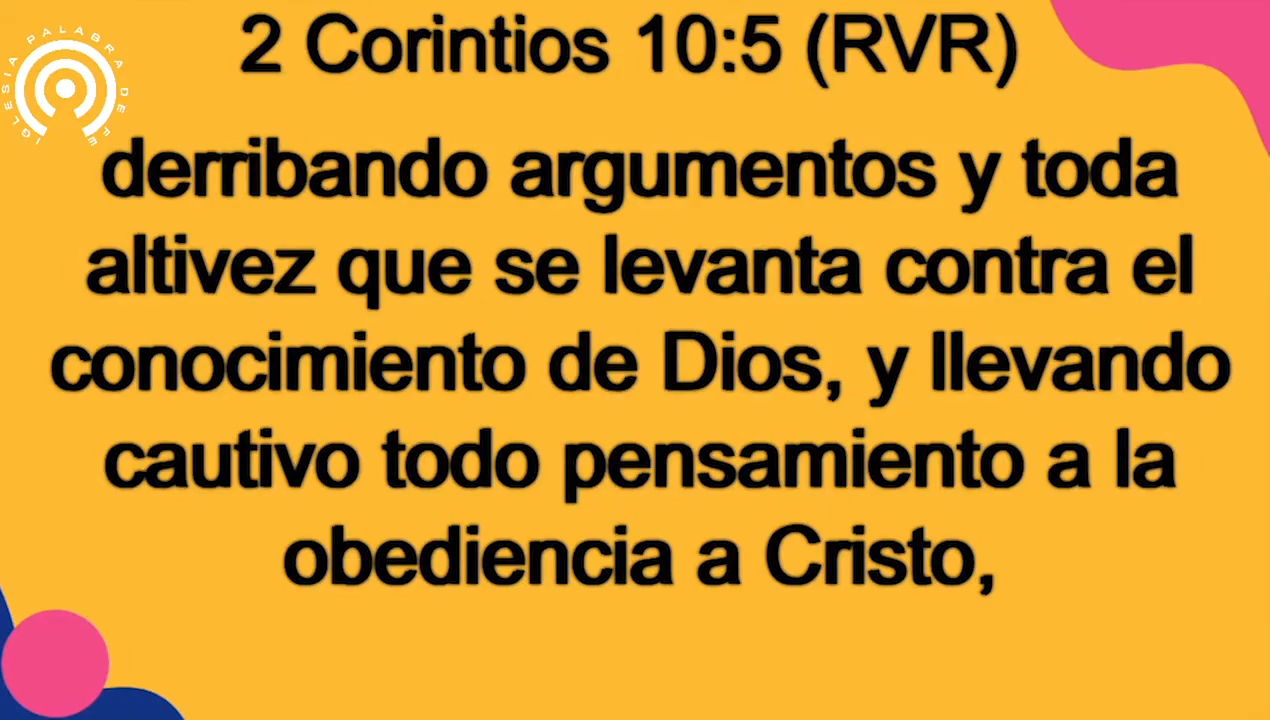 IGLESIA PALABRA DE FE
2 Corintios 10:5 (RVR)
derribando argumentos y toda
altivez que se levanta contra el
conocimiento de Dios, y llevando
cautivo todo pensamiento a la
obediencia a Cristo,